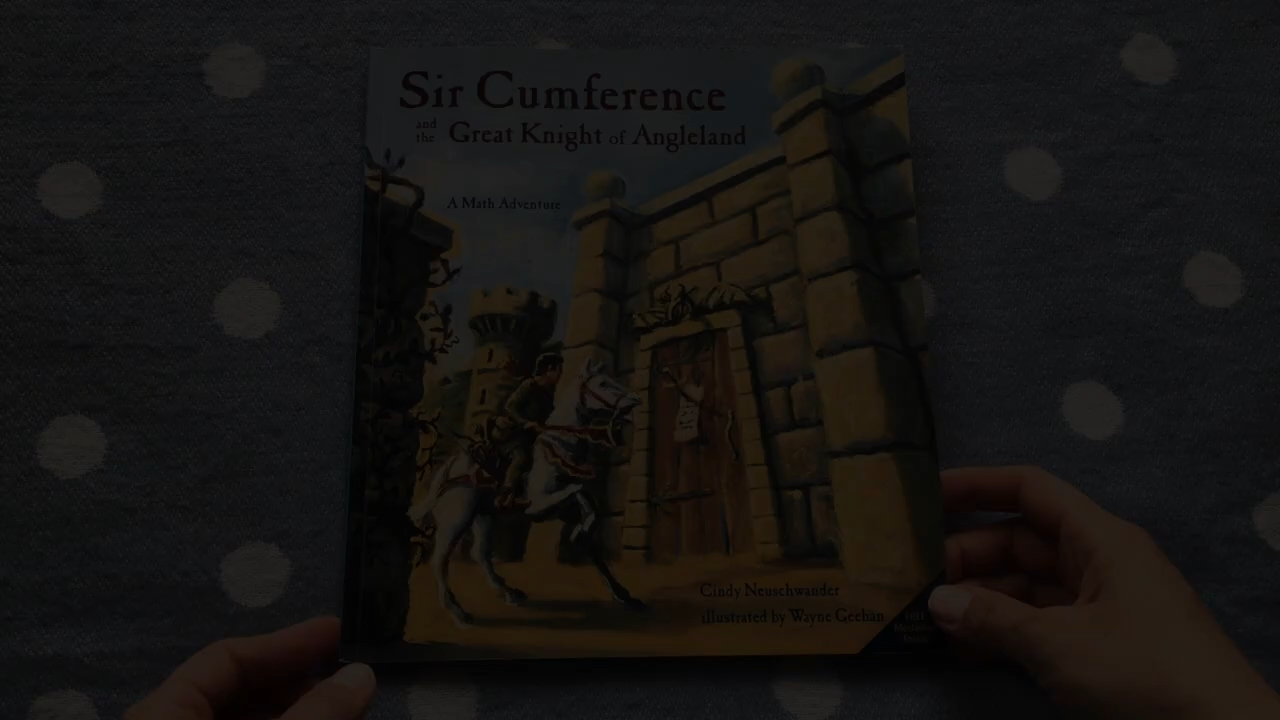 Sir Cumference
and the Great Knight of Angleland
A Math Adventure
Cindy Neuschwander
illustrated by Wayne Geehan